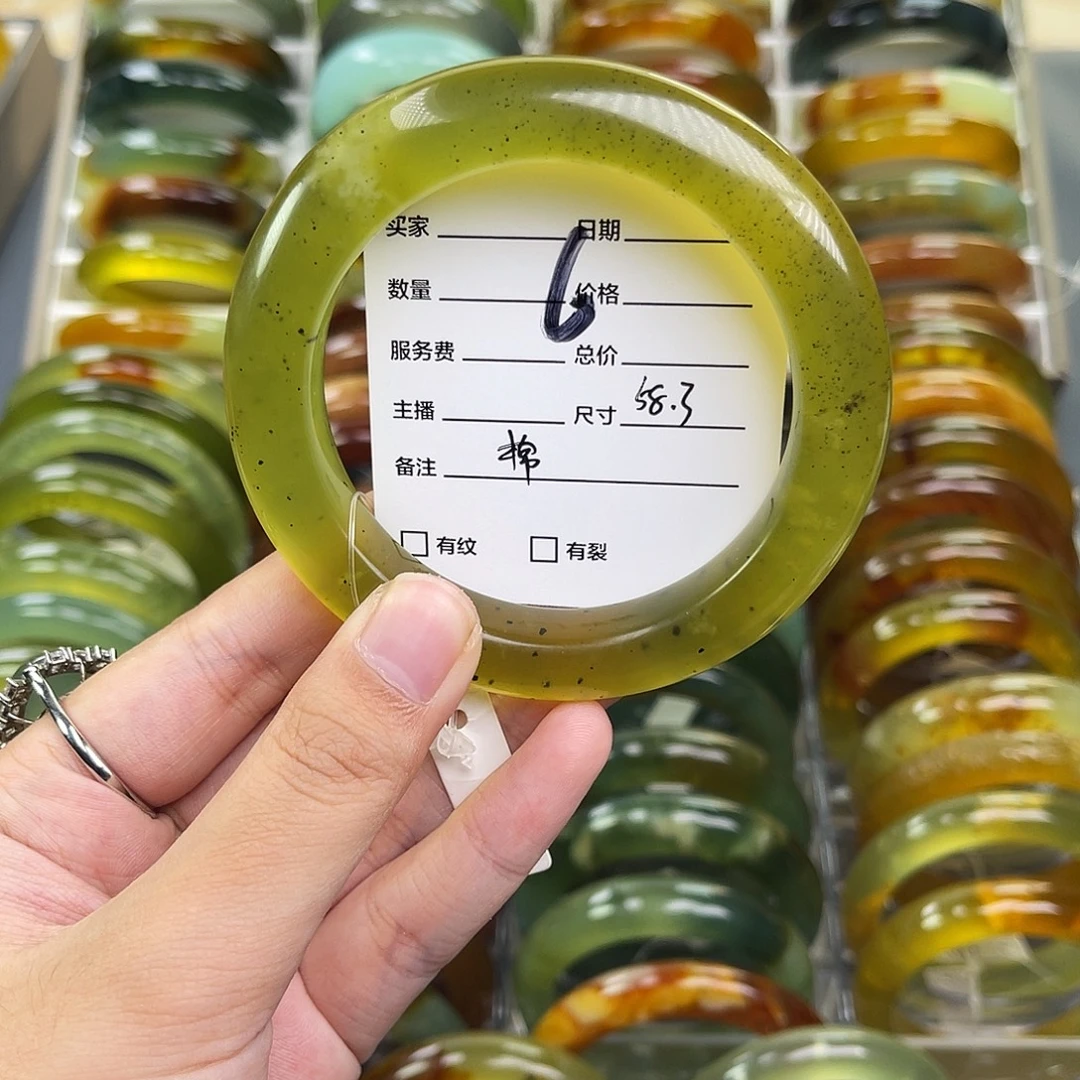 买家 日期
6
数量 价格
服务费 总价
主播 尺寸 58.3
备注 棉
□ 有纹 □ 有裂